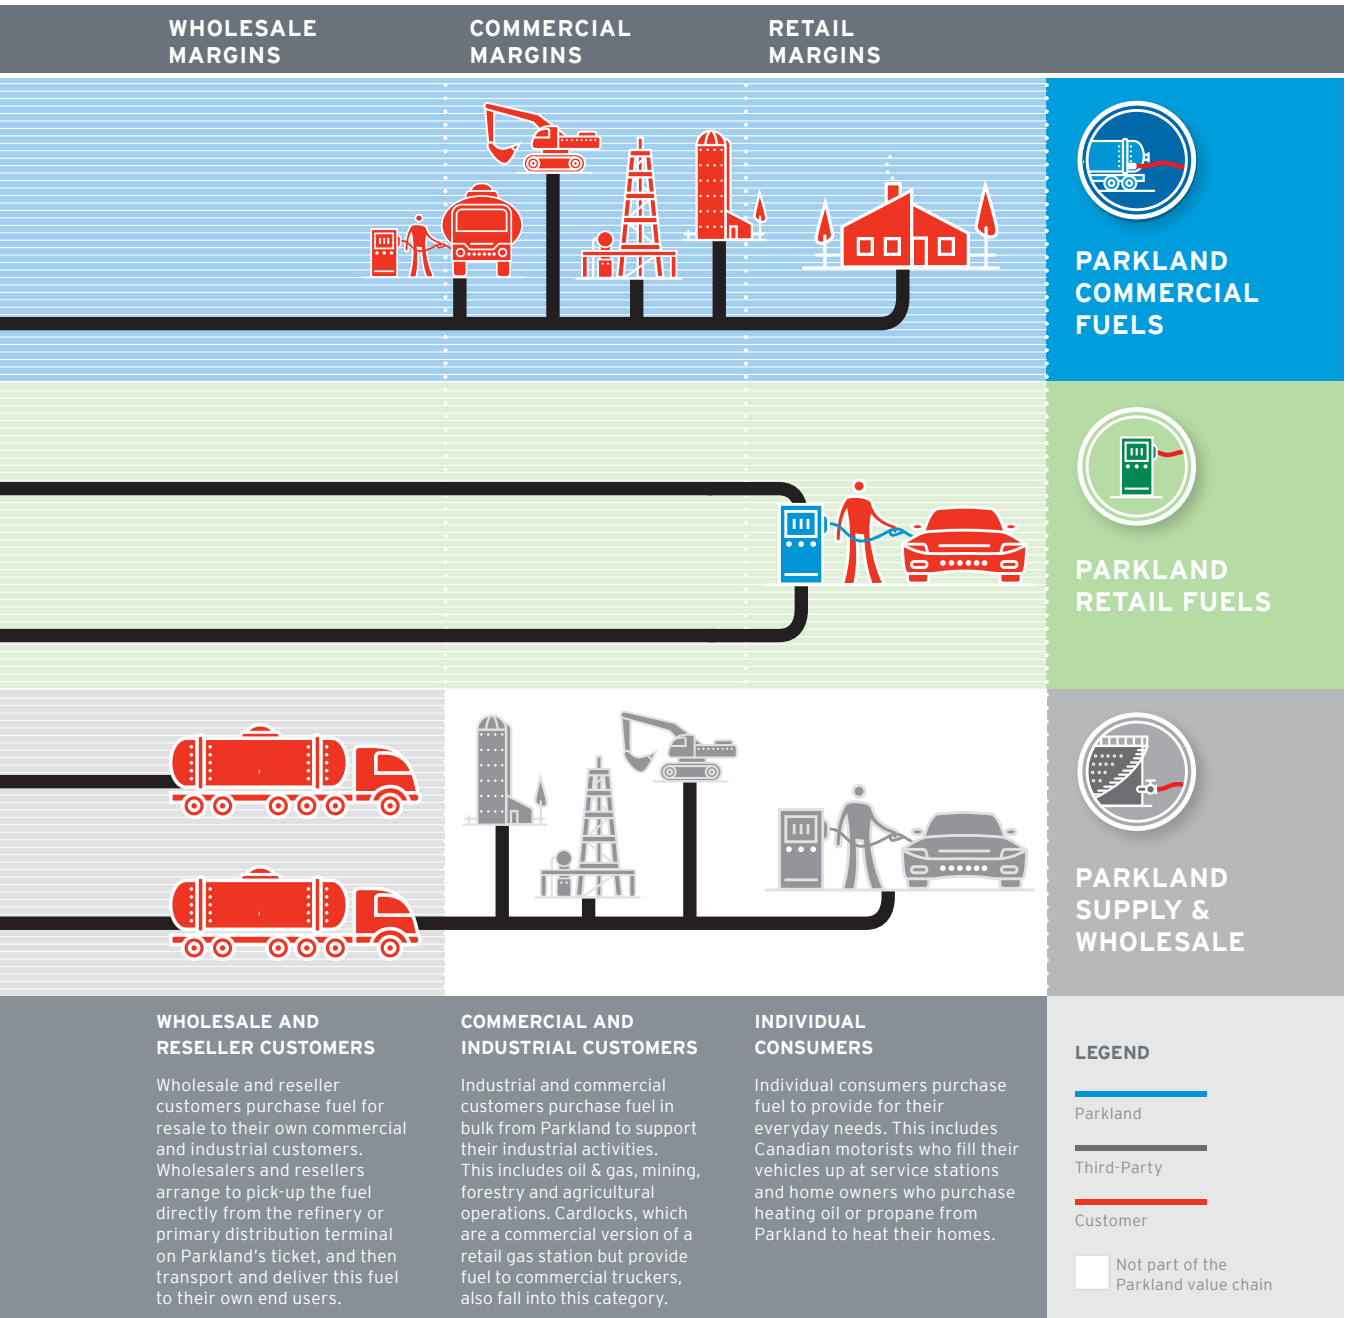 WHOLESALE
MARGINS
COMMERCIAL
MARGINS
RETAIL
MARGINS
PARKLAND
COMMERCIAL
FUELS
PARKLAND
RETAIL FUELS
PARKLAND
SUPPLY &
WHOLESALE
WHOLESALE AND
RESELLER CUSTOMERS
Wholesale and reseller
customers purchase fuel for
resale to their own commercial
and industrial customers.
Wholesalers and resellers
arrange to pick-up the fuel
directly from the refinery or
primary distribution terminal
on Parkland's ticket, and then
transport and deliver this fuel
to their own end users.
COMMERCIAL AND
INDUSTRIAL CUSTOMERS
Industrial and commercial
customers purchase fuel in
bulk from Parkland to support
their industrial activities.
This includes oil & gas, mining,
forestry and agricultural
operations. Cardlocks, which
are a commercial version of a
retail gas station but provide
fuel to commercial truckers,
also fall into this category.
INDIVIDUAL
CONSUMERS
Individual consumers purchase
fuel to provide for their
everyday needs. This includes
Canadian motorists who fill their
vehicles up at service stations
and home owners who purchase
heating oil or propane from
Parkland to heat their homes.
LEGEND
Parkland
Third-Party
Customer
Not part of the
Parkland value chain